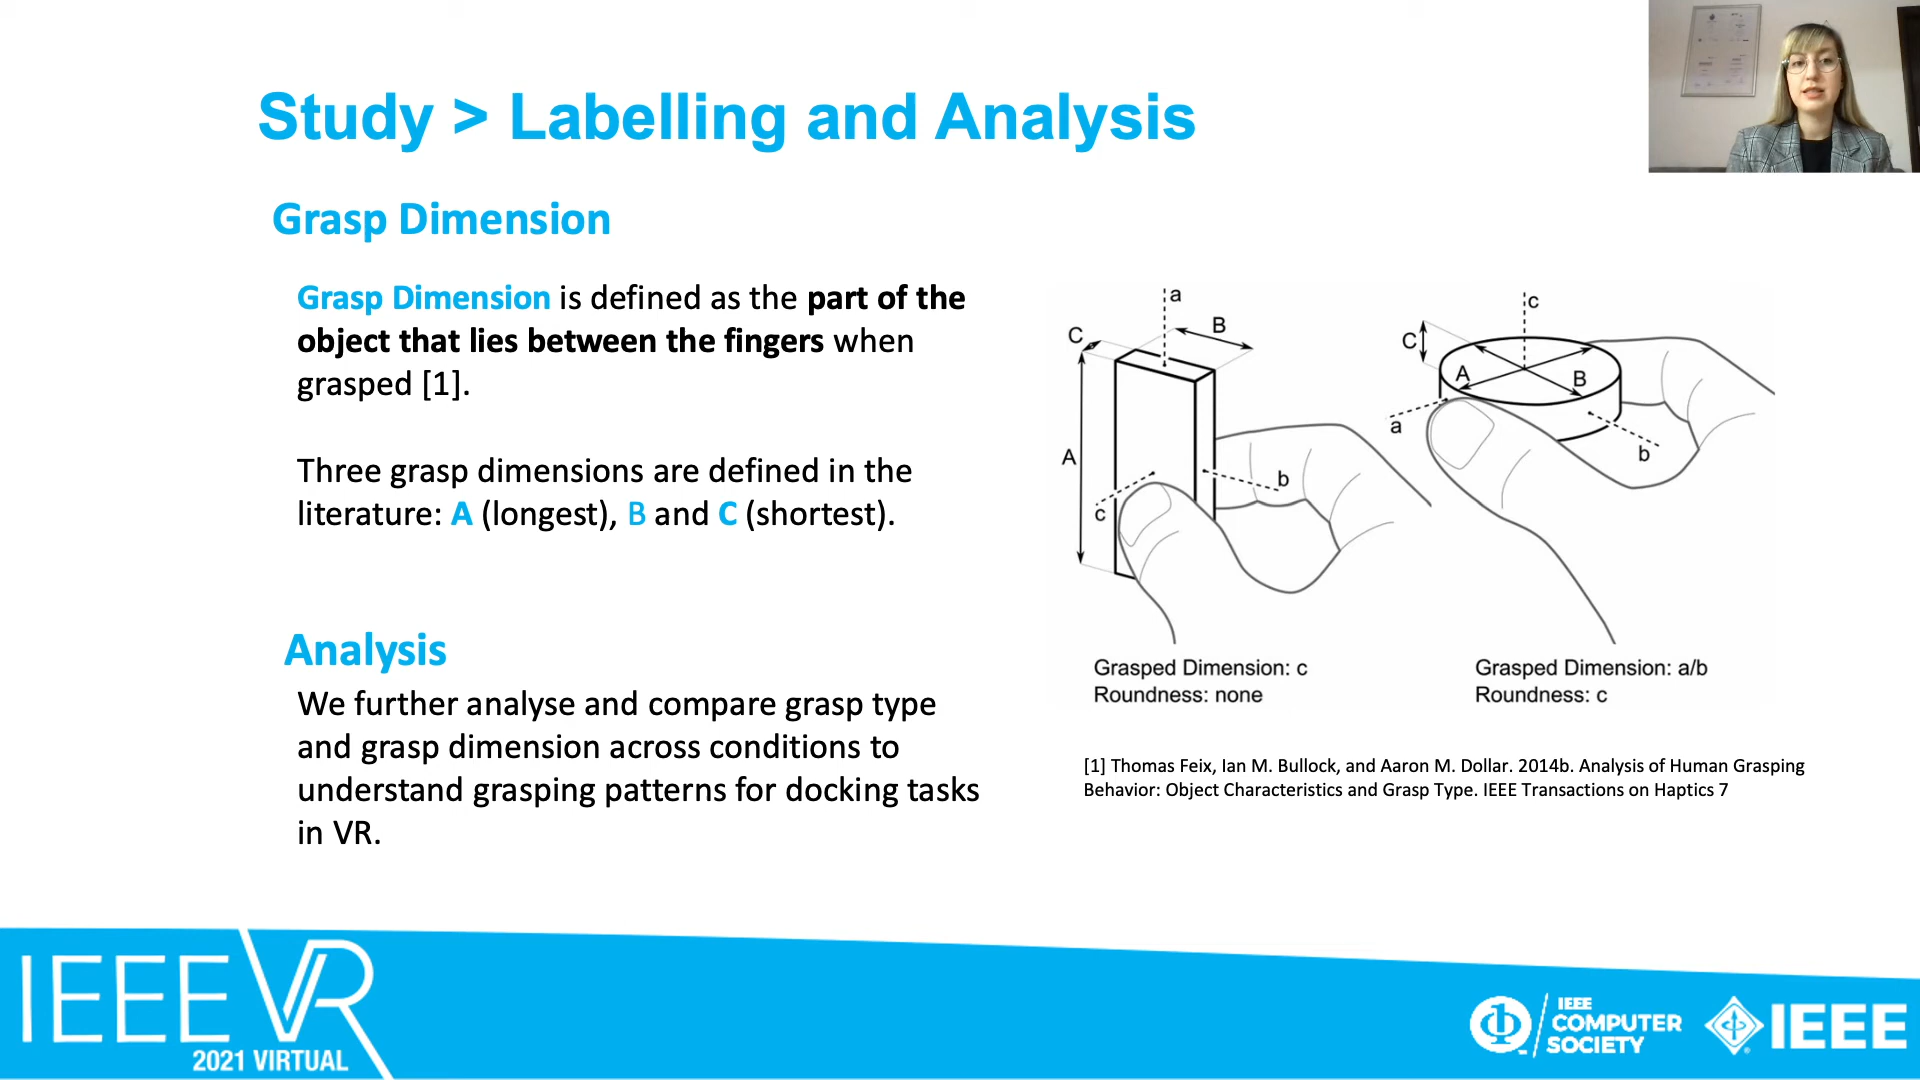 Study > Labelling and Analysis
Grasp Dimension
Grasp Dimension is defined as the part of the
object that lies between the fingers when
grasped [1].
Three grasp dimensions are defined in the
literature: A (longest), B and C (shortest).
Analysis
We further analyse and compare grasp type
and grasp dimension across conditions to
understand grasping patterns for docking tasks
in VR.
a
C
B
A
b
c
Grasped Dimension: c
Roundness: none
c
C
A
B
a
b
Grasped Dimension: a/b
Roundness: c
[1] Thomas Feix, Ian M. Bullock, and Aaron M. Dollar. 2014b. Analysis of Human Grasping
Behavior: Object Characteristics and Grasp Type. IEEE Transactions on Haptics 7
IEEE VR
2021 VIRTUAL
IEEE
COMPUTER
SOCIETY
IEEE